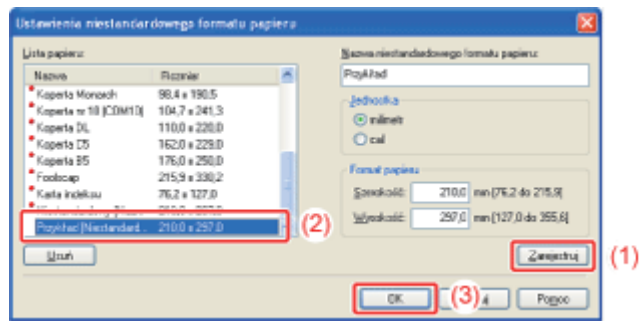 Ustawienia niestandardowego formatu papieru
Lista papieru:
Nazwa Rozmiar
Koperta Monarch 98,4 x 190,5
Koperta nr 10 (COM10) 104,7 x 241,3
Koperta DL 110,0 x 220,0
Koperta C5 162,0 x 229,0
Koperta B5 176,0 x 250,0
Foolscap 215,9 x 330,2
Karta indeksu 76,2 x 127,0
Przykład (Niestandard... 210,0 x 297,0
(2)
Usuń
Nazwa niestandardowego formatu papieru:
Przykład
Jednostka
milimetr
cal
Format papieru
Szerokość: 210,0 mm (76,2 do 215,9)
Wysokość: 297,0 mm (127,0 do 355,6)
Zarejestruj
(1)
OK
(3)
Pomoc